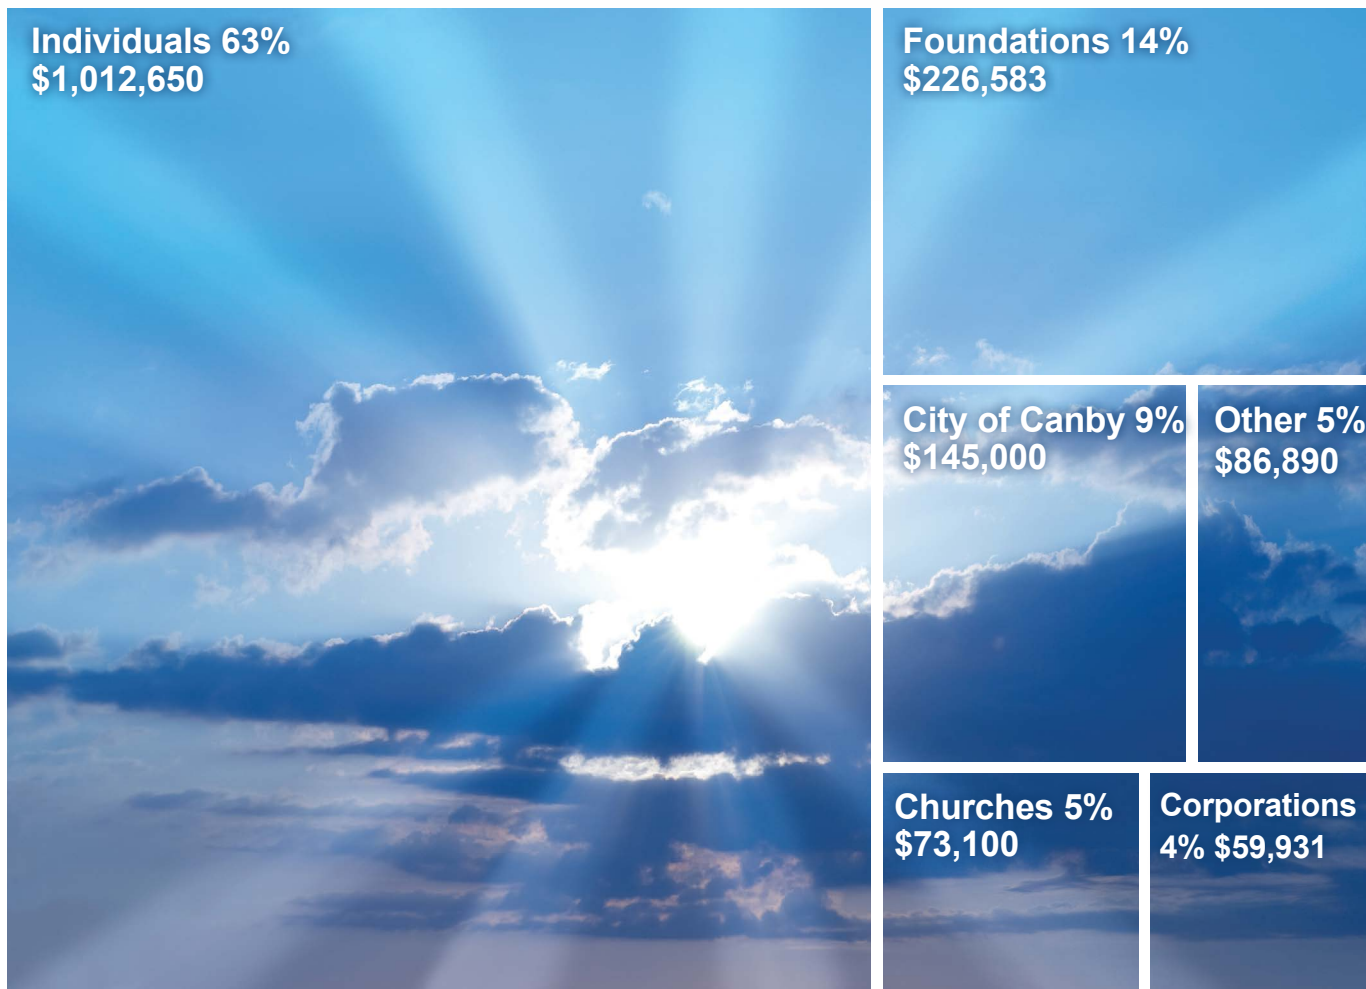 Individuals 63%
$1,012,650
Foundations 14%
$226,583
City of Canby 9%
$145,000
Other 5%
$86,890
Churches 5%
$73,100
Corporations
4% $59,931